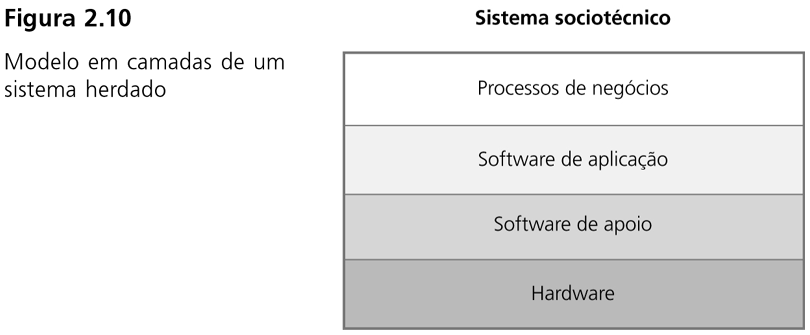 Figura 2.10
Modelo em camadas de um
sistema herdado
Sistema sociotécnico
Processos de negócios
Software de aplicação
Software de apoio
Hardware